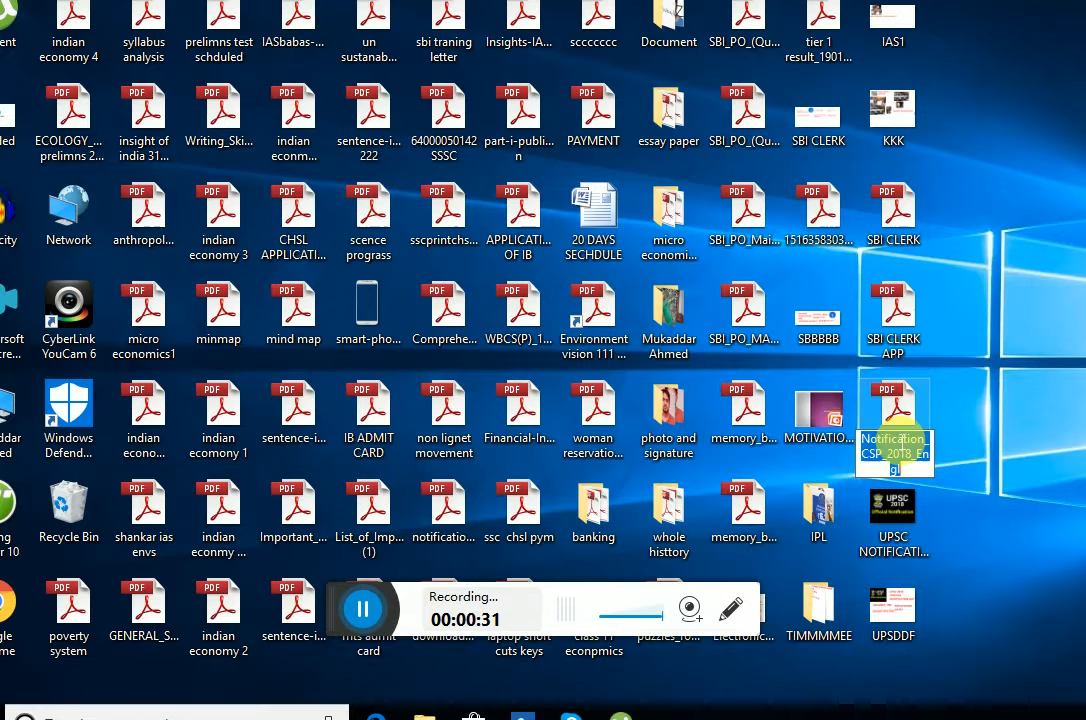 ent
indian
economy 4
syllabus
analysis
prelimns test
schduled
IASbabas-...
un
sustanab...
sbi traning
letter
Insights-IA...
scccccccc
Document
SBI_PO_(Qu...
tier 1
result_1901...
IAS1
led
ECOLOGY_...
prelimns 2...
insight of
india 31...
Writing_Ski...
indian
econm...
sentence-i...
222
64000050142
SSSC
part-i-publi...
n
PAYMENT
essay paper
SBI_PO_(Qu...
SBI CLERK
KKK
city
Network
anthropol...
indian
economy 3
CHSL
APPLICATI...
scence
prograss
sscprintchs...
APPLICATI...
OF IB
20 DAYS
SECHDULE
micro
economi...
SBI_PO_Mai...
1516358303...
SBI CLERK
rsoft
cre...
CyberLink
YouCam 6
micro
economics1
minmap
mind map
smart-pho...
Comprehe...
WBCS(P)_1...
Environment
vision 111 ...
Mukaddar
Ahmed
SBI_PO_MA...
SBBBBB
SBI CLERK
APP
ddar
ed
Windows
Defend...
indian
econo...
indian
emonomy 1
sentence-i...
IB ADMIT
CARD
non lignet
movement
Financial-In...
woman
reservatio...
photo and
signature
memory_b...
MOTIVATIO...
Notification_
CSP_2018_En
gl
ng
r 10
Recycle Bin
shankar ias
envs
indian
econmy ...
Important_...
List_of_Imp...
(1)
notificatio...
ssc chsl pym
banking
whole
histtory
memory_b...
IPL
UPSC
2018
Official Notification
UPSC
NOTIFICATI...
gle
me
poverty
system
GENERAL_S...
indian
economy 2
sentence-i...
card
cuts keys
econpmics
TIMMMMEE
UPSDDF
Recording...
00:00:31